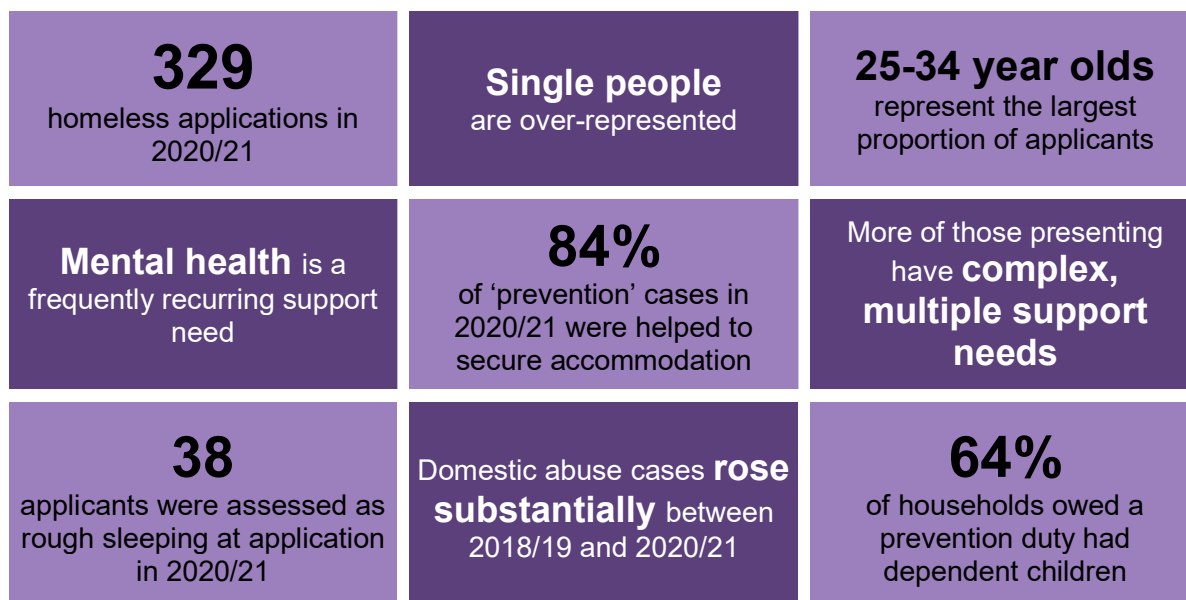 329
homeless applications in
2020/21
Single people
are over-represented
25-34 year olds
represent the largest
proportion of applicants
Mental health is a
frequently recurring support
need
84%
of ‘prevention’ cases in
2020/21 were helped to
secure accommodation
More of those presenting
have complex,
multiple support
needs
38
applicants were assessed as
rough sleeping at application
in 2020/21
Domestic abuse cases rose
substantially between
2018/19 and 2020/21
64%
of households owed a
prevention duty had
dependent children